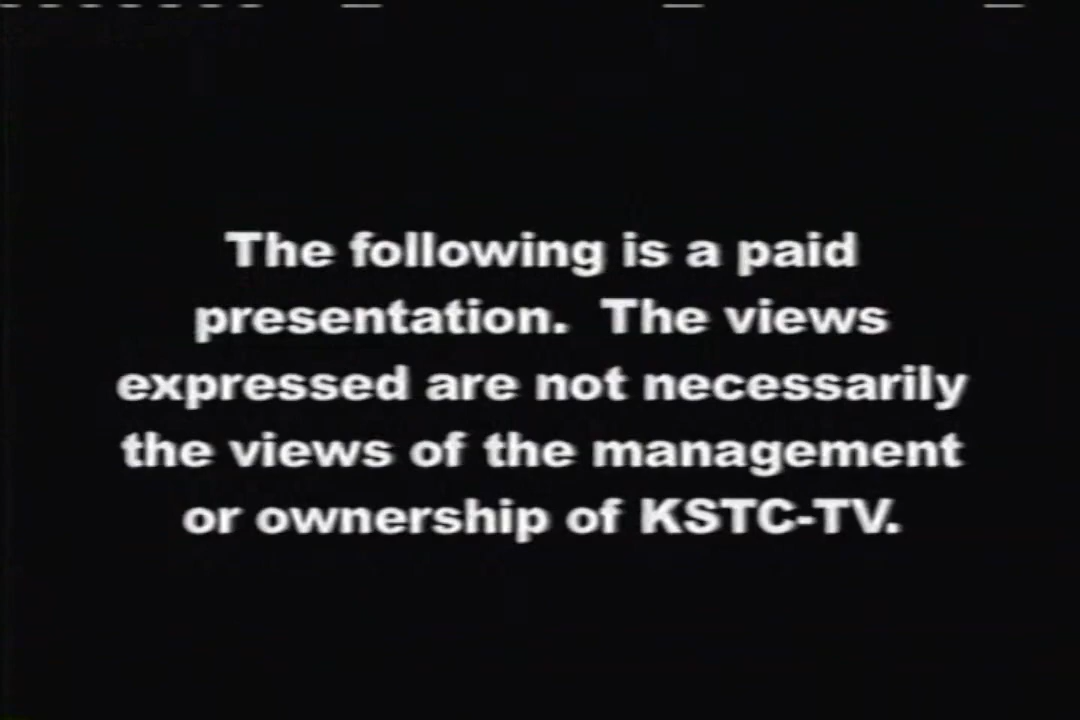 The following is a paid
presentation.  The views
expressed are not necessarily
the views of the management
or ownership of KSTC-TV.